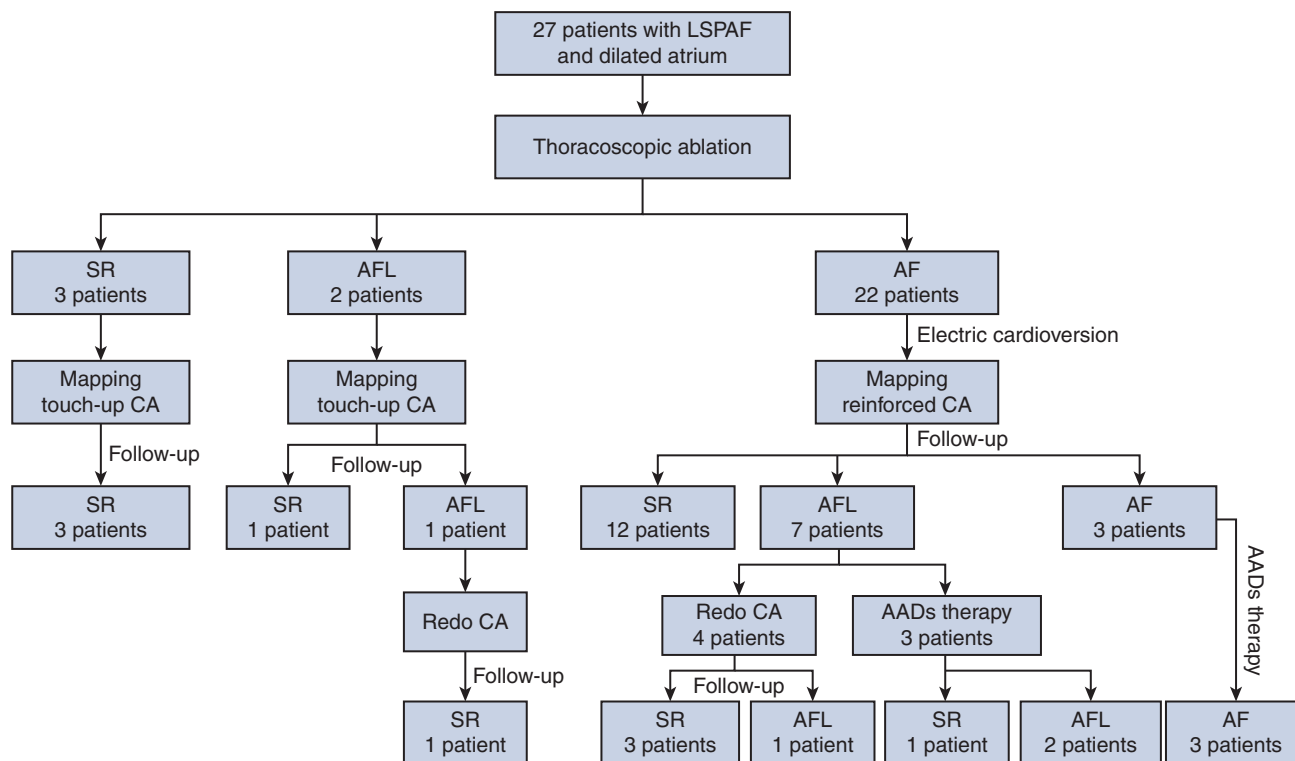 27 patients with LSPAF
and dilated atrium
Thoracoscopic ablation
SR
3 patients
AFL
2 patients
AF
22 patients
Electric cardioversion
Mapping
touch-up CA
Mapping
touch-up CA
Mapping
reinforced CA
Follow-up
Follow-up
Follow-up
SR
3 patients
SR
1 patient
AFL
1 patient
SR
12 patients
AFL
7 patients
AF
3 patients
AADs therapy
Redo CA
Redo CA
4 patients
AADs therapy
3 patients
Follow-up
Follow-up
SR
1 patient
SR
3 patients
AFL
1 patient
SR
1 patient
AFL
2 patients
AF
3 patients